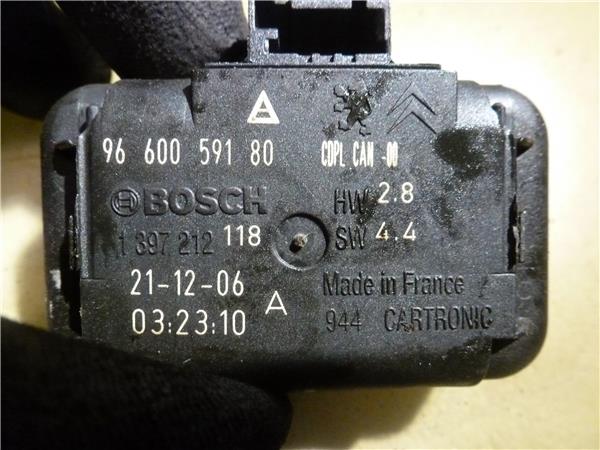 A
96 600 591 80 CDPL CAN -00
BOSCH HW 2.8
1 397 212 118 SW 4.4
21-12-06 A Made in France
03:23:10 944 CARTRONIC